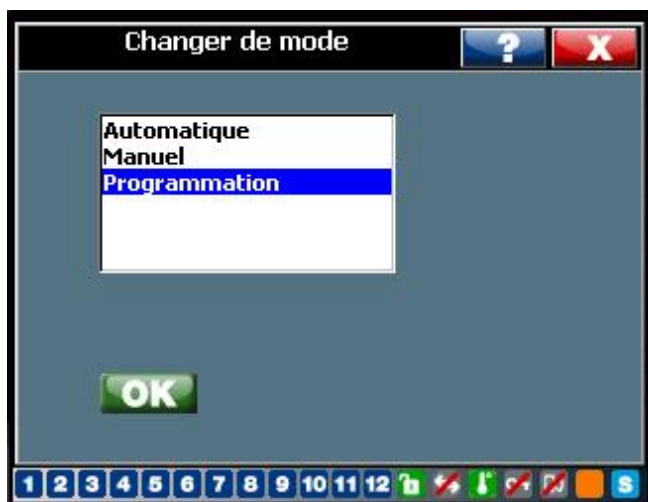 Changer de mode ? X
Automatique
Manuel
Programmation
OK
1 2 3 4 5 6 7 8 9 10 11 12 S